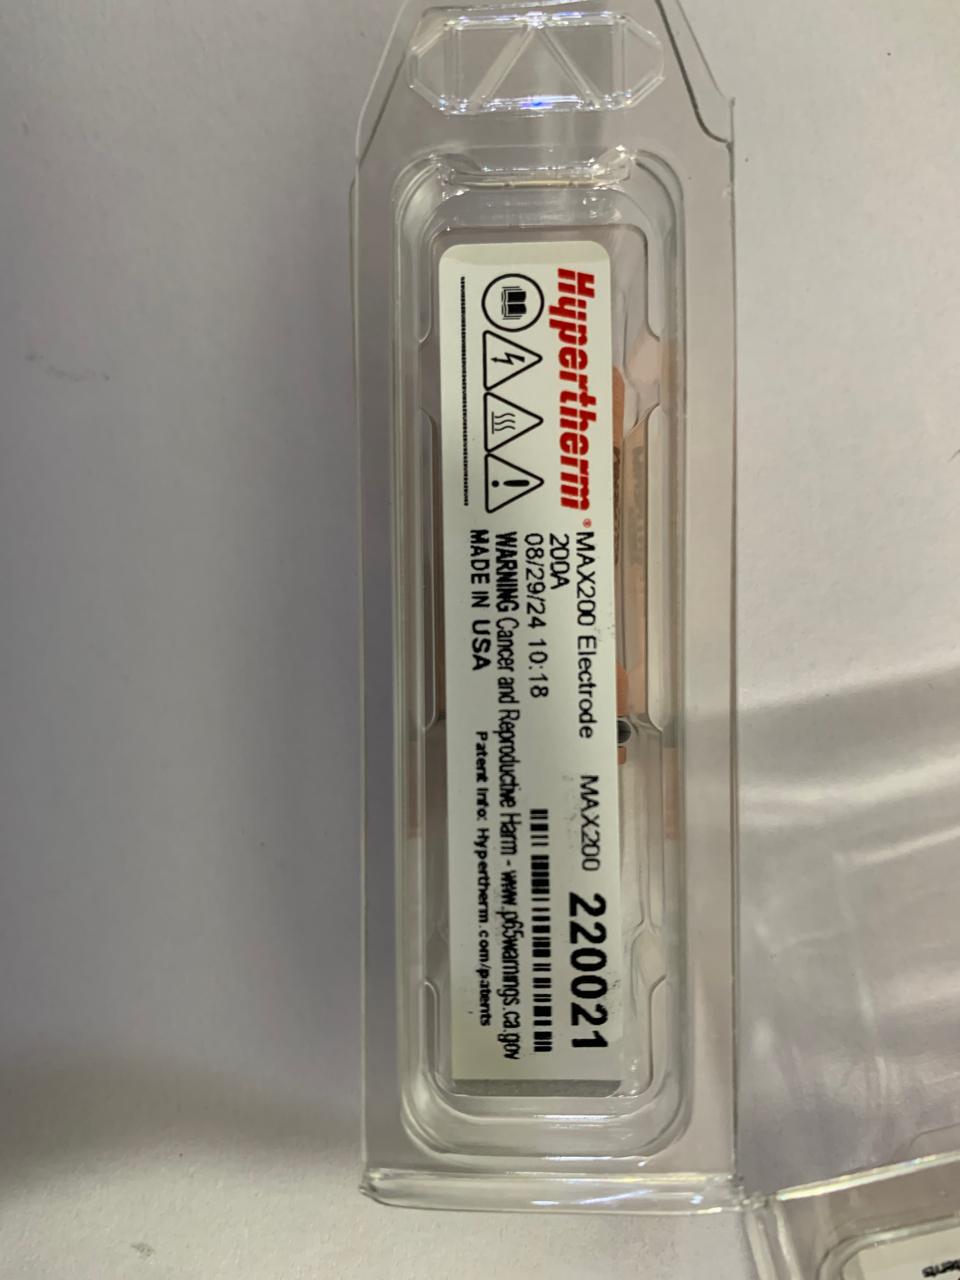 Hypertherm®
MAX200 Electrode
MAX200
220021
200A
08/29/24 10:18
WARNING Cancer and Reproductive Harm - www.p65warnings.ca.gov
MADE IN USA
Patent Info: Hypertherm.com/patents